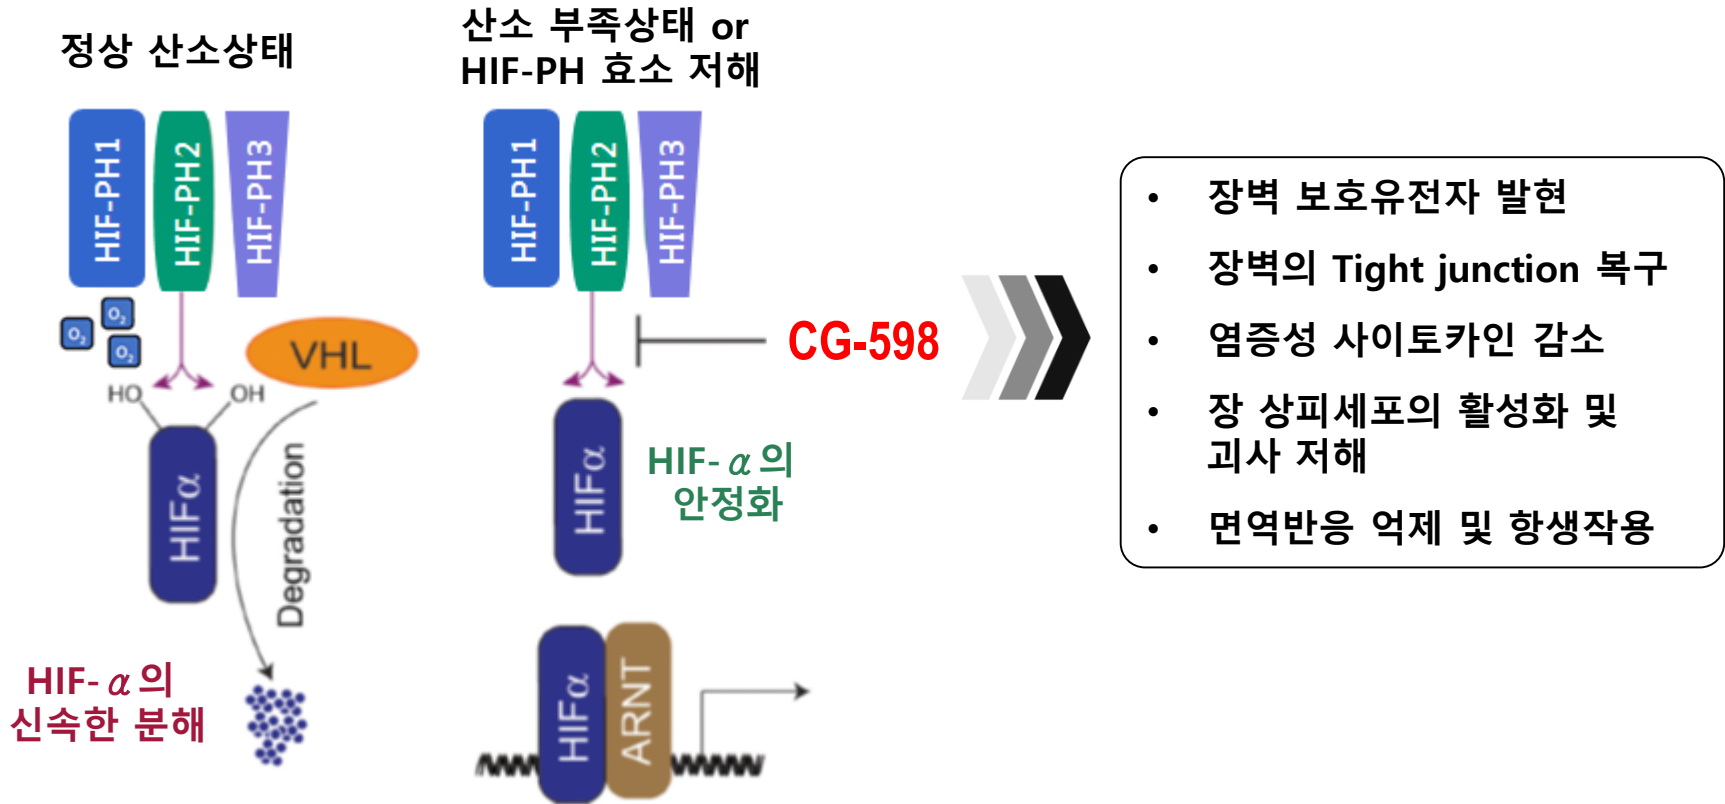 정상 산소상태
HIF-PH1
HIF-PH2
HIF-PH3
O₂
O₂
O₂
VHL
HO
OH
HIFα
Degradation
HIF-α의
신속한 분해
산소 부족상태 or
HIF-PH 효소 저해
HIF-PH1
HIF-PH2
HIF-PH3
CG-598
HIFα
HIF-α의
안정화
HIFα
ARNT
• 장벽 보호유전자 발현
• 장벽의 Tight junction 복구
• 염증성 사이토카인 감소
• 장 상피세포의 활성화 및
괴사 저해
• 면역반응 억제 및 항생작용